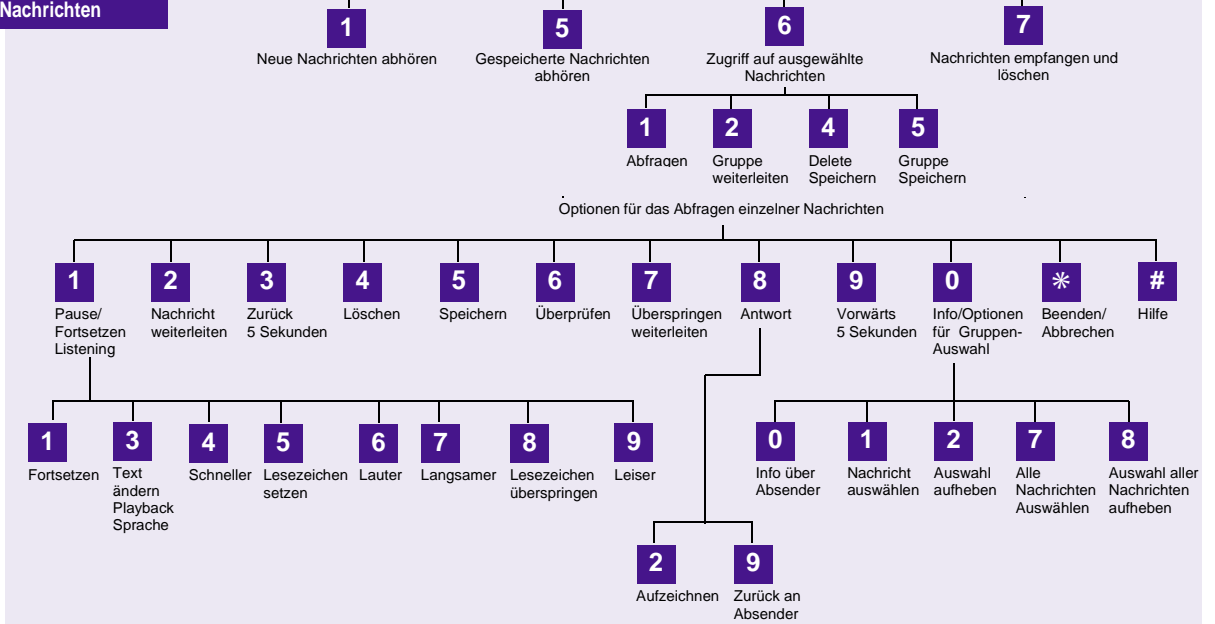 Nachrichten
1
Neue Nachrichten abhören
5
Gespeicherte Nachrichten
abhören
6
Zugriff auf ausgewählte
Nachrichten
7
Nachrichten empfangen und
löschen
1
Abfragen
2
Gruppe
weiterleiten
4
Delete
Speichern
5
Gruppe
Speichern
Optionen für das Abfragen einzelner Nachrichten
1
Pause/
Fortsetzen
Listening
2
Nachricht
weiterleiten
3
Zurück
5 Sekunden
4
Löschen
5
Speichern
6
Überprüfen
7
Überspringen
weiterleiten
8
Antwort
9
Vorwärts
5 Sekunden
0
Info/Optionen
für Gruppen-
Auswahl
*
Beenden/
Abbrechen
#
Hilfe
1
Fortsetzen
3
Text
ändern
Playback
Sprache
4
Schneller
5
Lesezeichen
setzen
6
Lauter
7
Langsamer
8
Lesezeichen
überspringen
9
Leiser
0
Info über
Absender
1
Nachricht
auswählen
2
Auswahl
aufheben
7
Alle
Nachrichten
Auswählen
8
Auswahl aller
Nachrichten
aufheben
2
Aufzeichnen
9
Zurück an
Absender